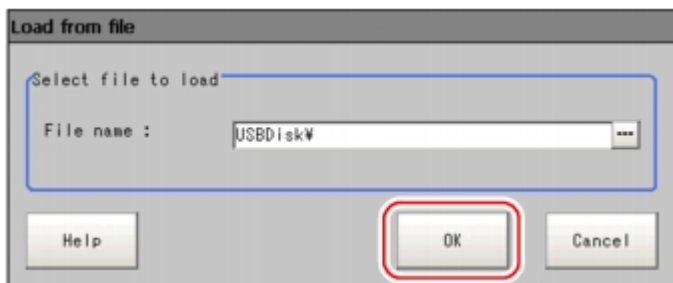 Load from file
Select file to load
File name :
USBDisk¥
...
Help
OK
Cancel